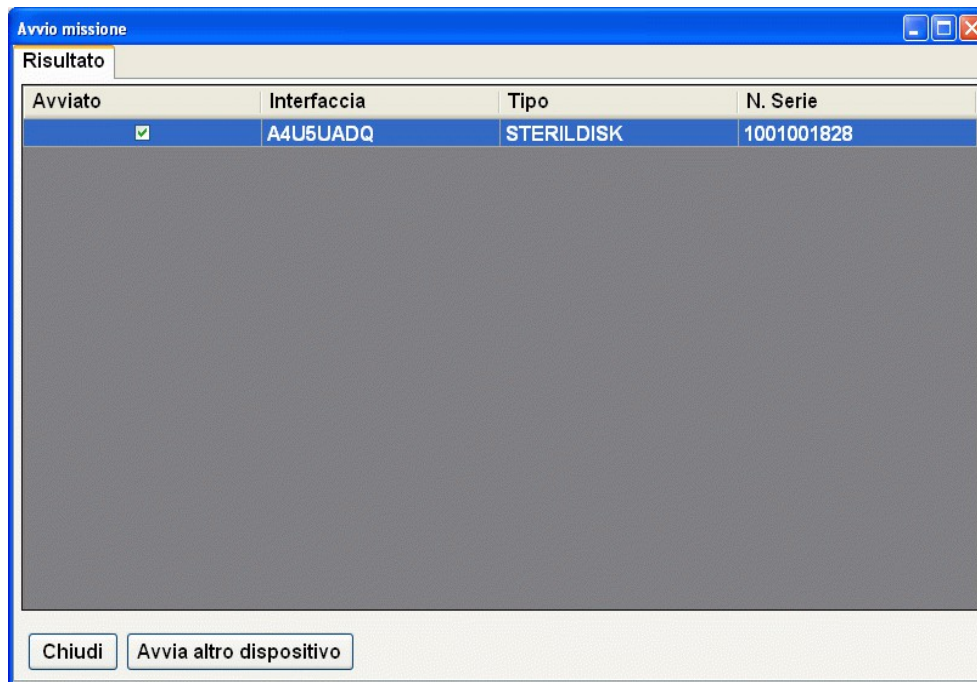 Avvio missione
Risultato
Avviato Interfaccia Tipo N. Serie
A4U5UADQ STERILDISK 1001001828
Chiudi Avvia altro dispositivo